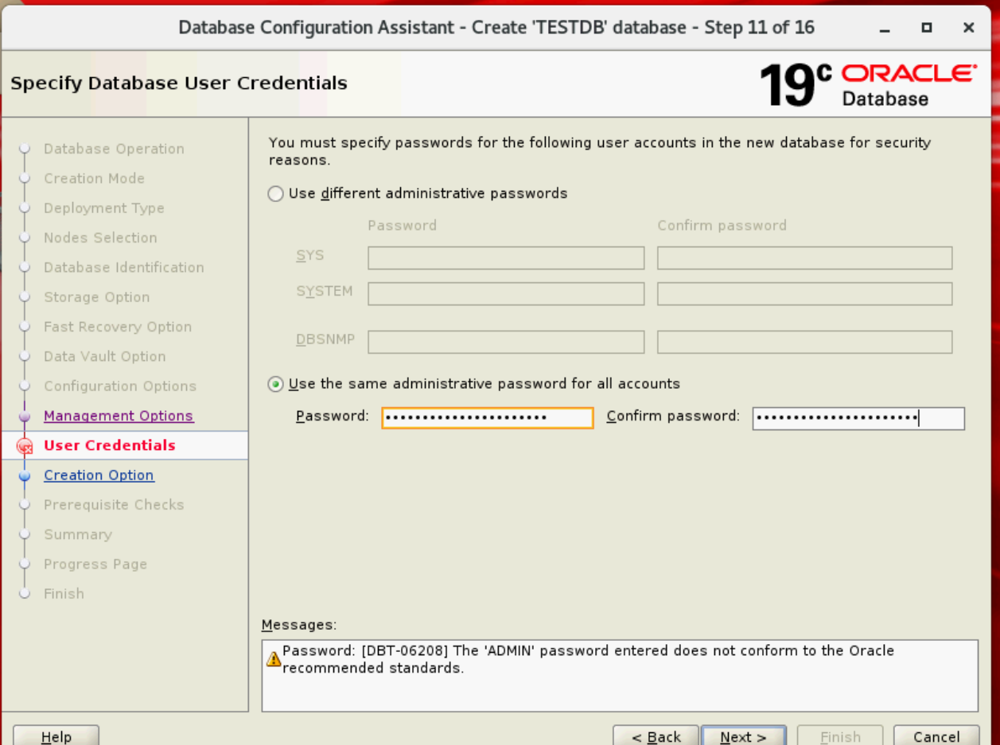 Database Configuration Assistant - Create 'TESTDB' database - Step 11 of 16
Specify Database User Credentials
19c ORACLE
Database
Database Operation
Creation Mode
Deployment Type
Nodes Selection
Database Identification
Storage Option
Fast Recovery Option
Data Vault Option
Configuration Options
Management Options
User Credentials
Creation Option
Prerequisite Checks
Summary
Progress Page
Finish
You must specify passwords for the following user accounts in the new database for security
reasons.
Use different administrative passwords
Password Confirm password
SYS
SYSTEM
DBSNMP
Use the same administrative password for all accounts
Password: Confirm password:
Messages:
Password: [DBT-06208] The 'ADMIN' password entered does not conform to the Oracle
recommended standards.
Help < Back Next > Finish Cancel